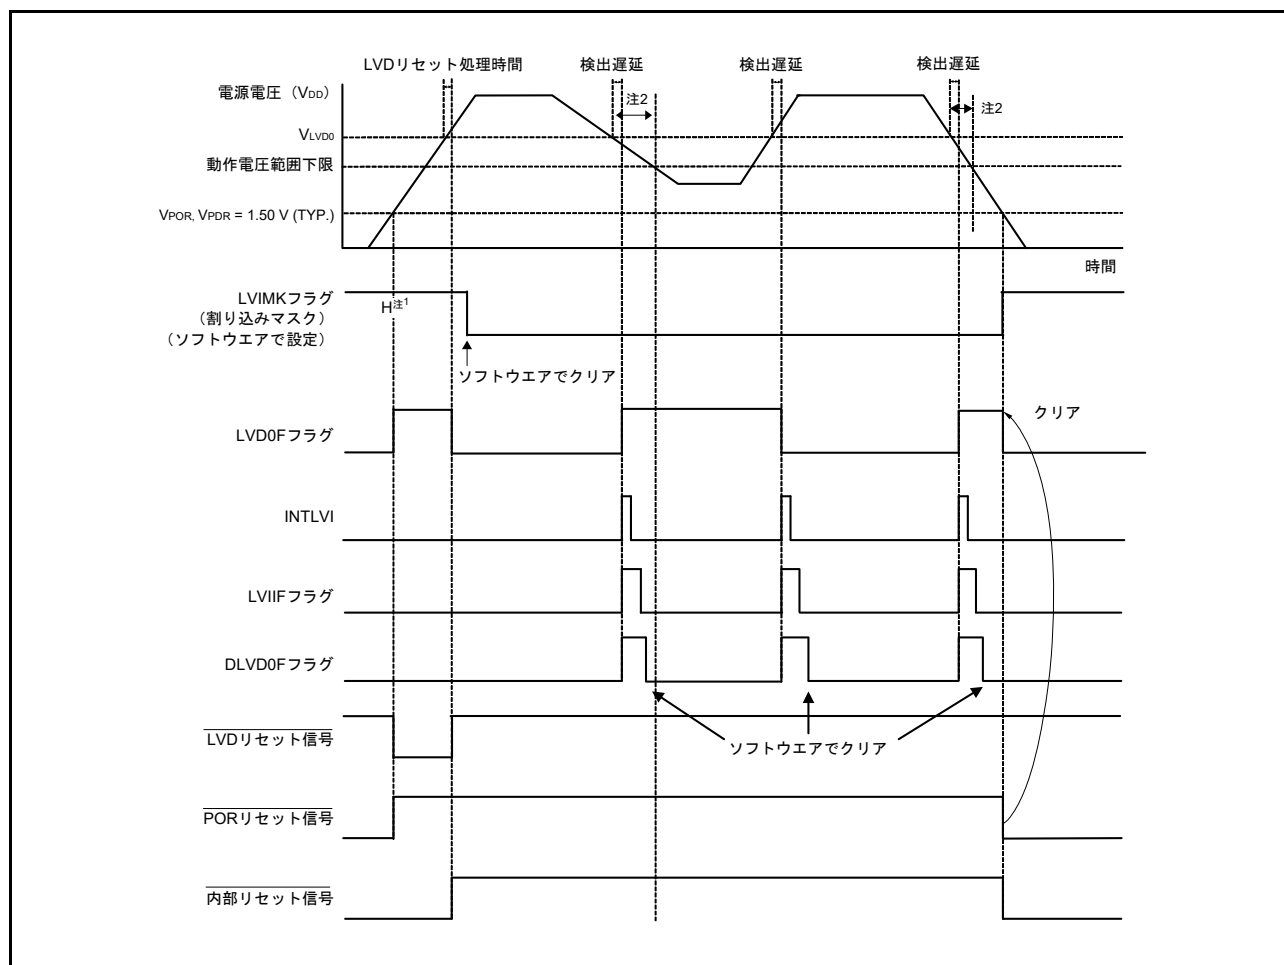 LVDリセット処理時間 検出遅延 検出遅延 検出遅延
電源電圧（VDD）
注2 注2
VLVD0
動作電圧範囲下限
VPOR, VPDR = 1.50 V (TYP.)
時間
LVIMKフラグ
（割り込みマスク）
（ソフトウエアで設定）
H注1
ソフトウエアでクリア
クリア
LVD0Fフラグ
INTLVI
LVIIFフラグ
DLVD0Fフラグ
LVDリセット信号
ソフトウエアでクリア
PORリセット信号
内部リセット信号